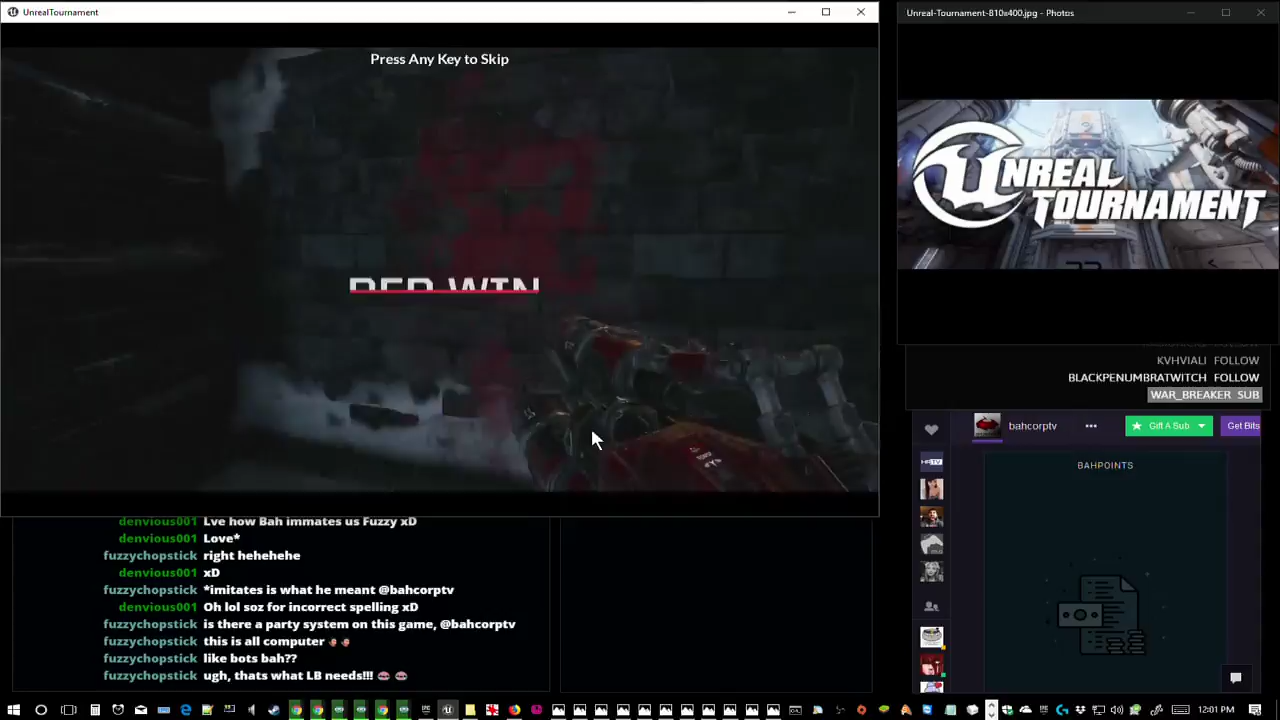 UnrealTournament
Press Any Key to Skip
RED WIN
Unreal-Tournament-810x400.jpg - Photos
UNREAL
TOURNAMENT
KVHVIALI FOLLOW
BLACKPENUMBRATWITCH FOLLOW
WAR_BREAKER SUB
bahcorptv
Gift A Sub
Get Bits
BAHPOINTS
denvious001 Lve how Bah immates us Fuzzy xD
denvious001 Love*
fuzzychopstick right hehehehe
denvious001 xD
fuzzychopstick *imitates is what he meant @bahcorptv
denvious001 Oh lol soz for incorrect spelling xD
fuzzychopstick is there a party system on this game, @bahcorptv
fuzzychopstick this is all computer
fuzzychopstick like bots bah??
fuzzychopstick ugh, thats what LB needs!!!
12:01 PM